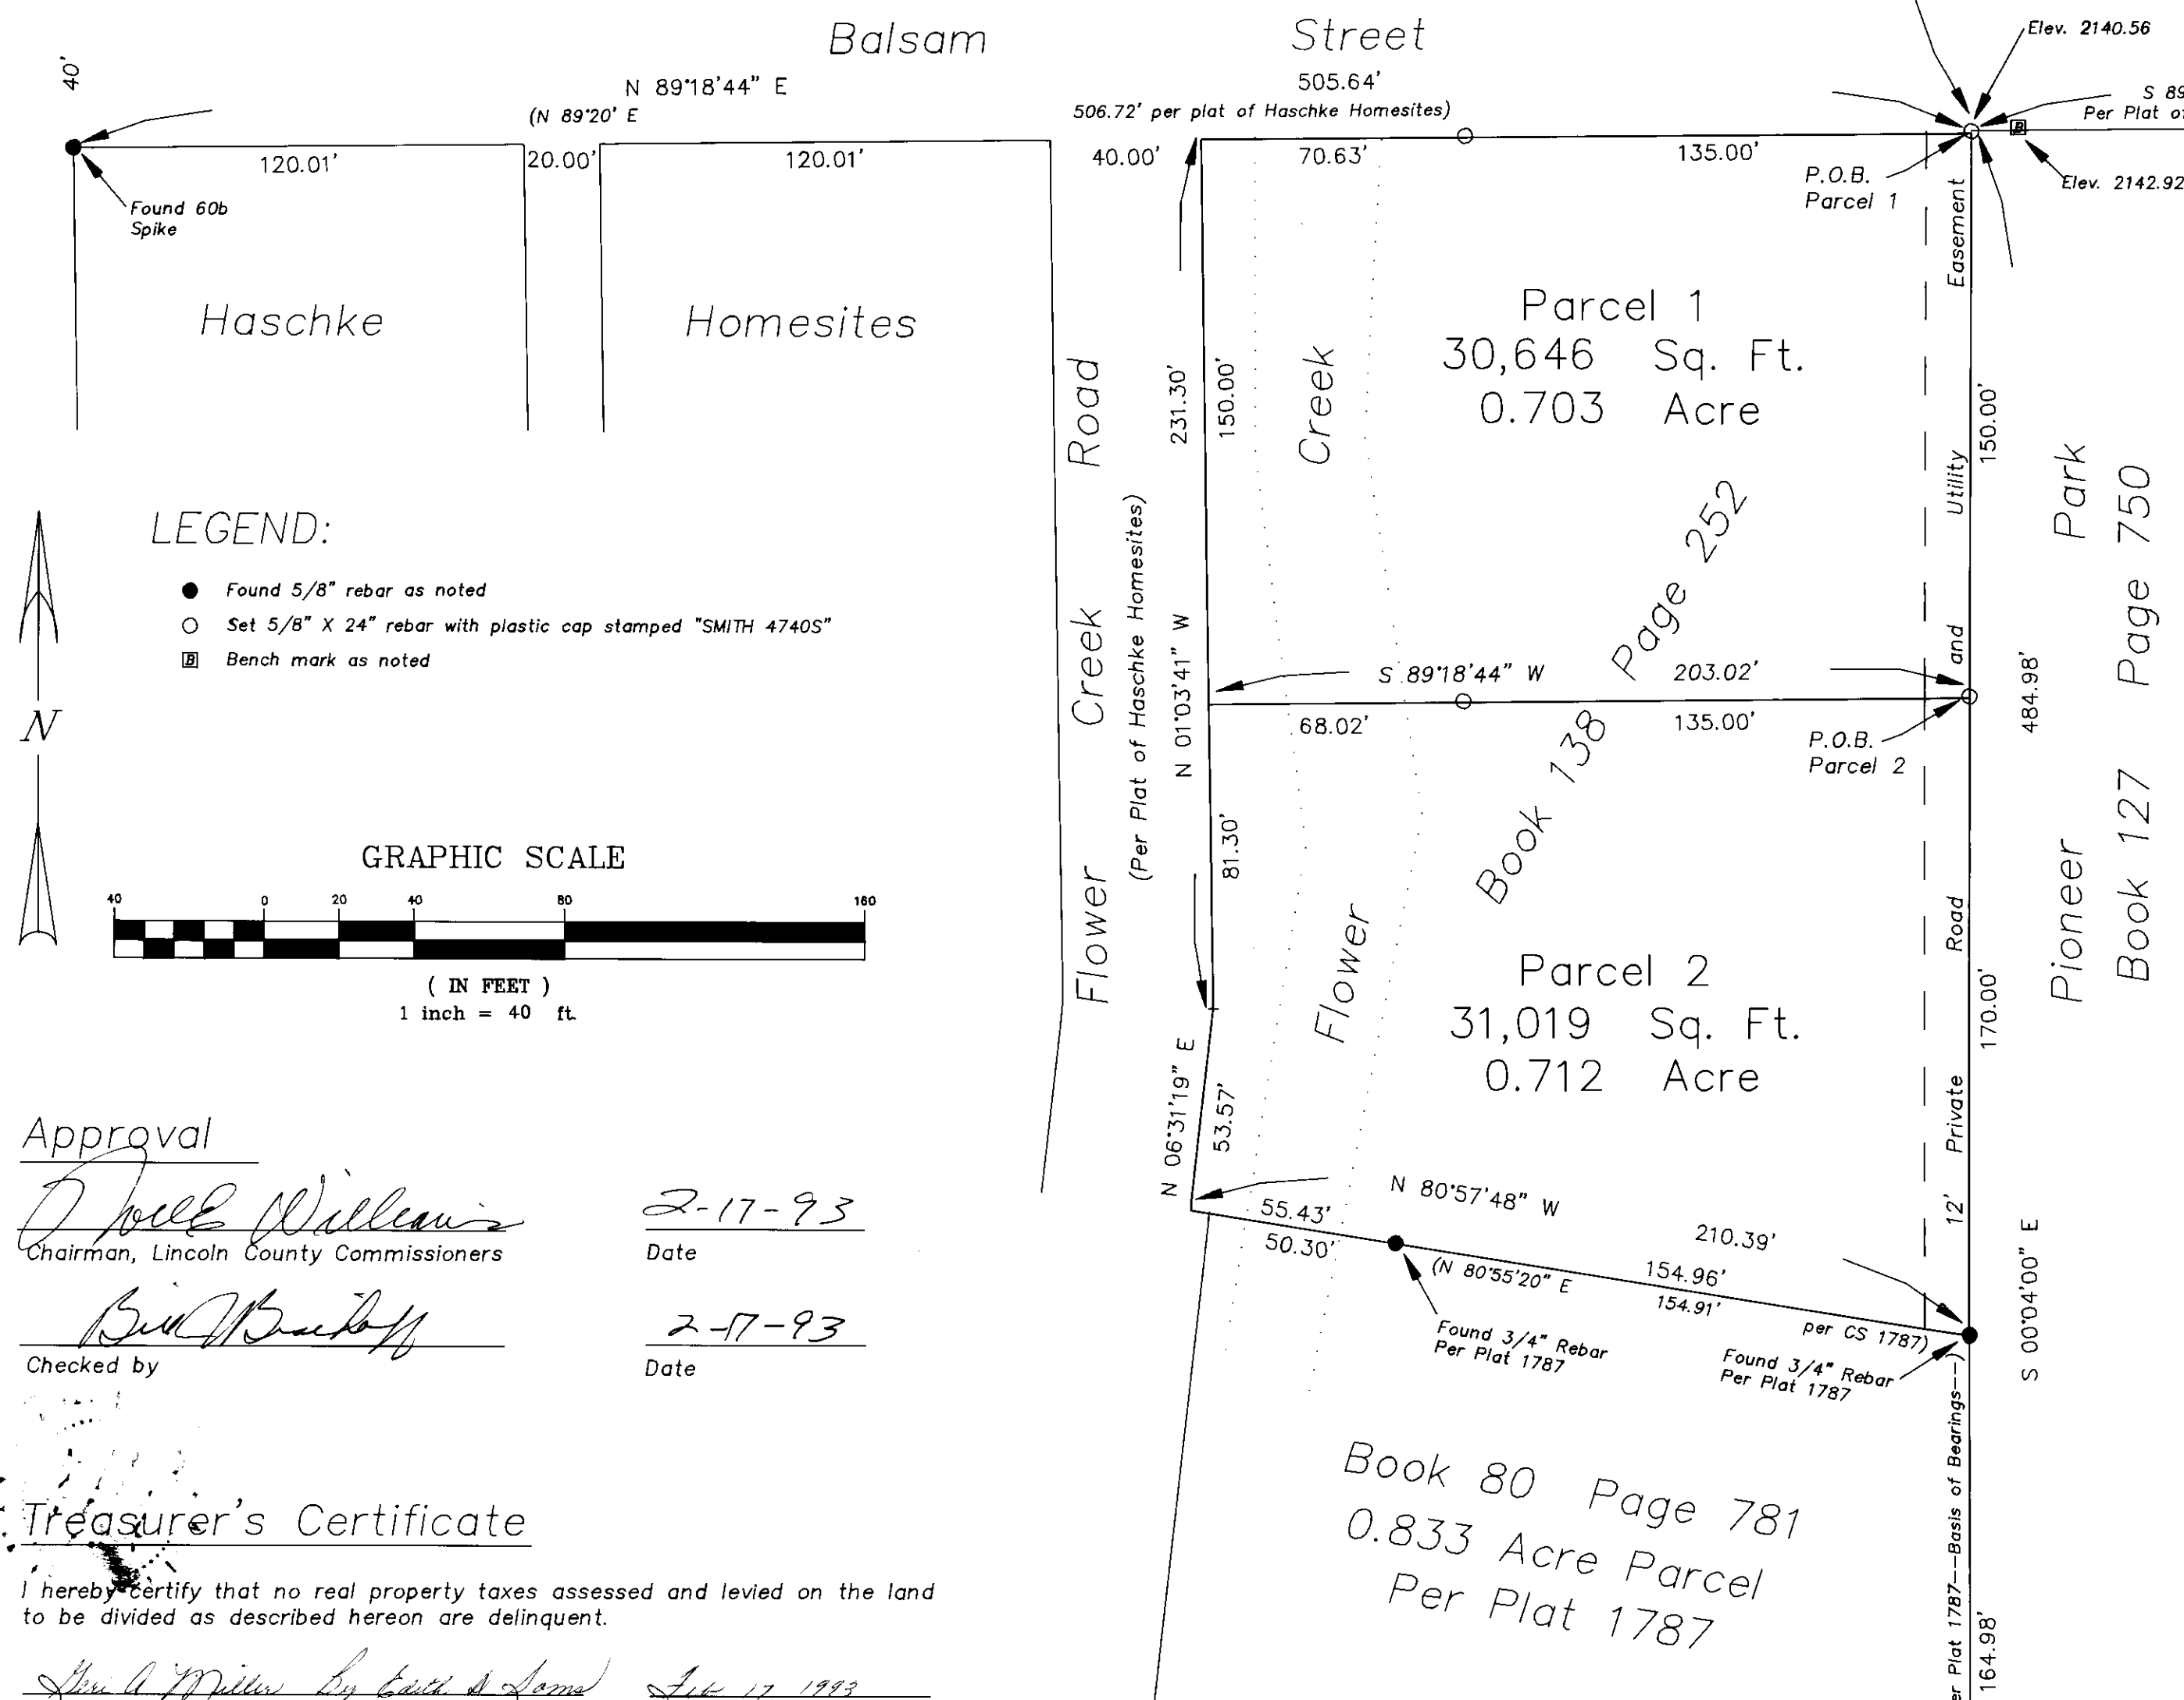 Balsam Street
40'
N 89°18'44" E
505.64'
(N 89°20' E
506.72' per plat of Haschke Homesites)
Elev. 2140.56
S 89
Per Plat of
120.01'
20.00'
120.01'
40.00'
70.63'
135.00'
P.O.B.
Parcel 1
Elev. 2142.92
Found 60b
Spike
Haschke Homesites
Parcel 1
30,646 Sq. Ft.
0.703 Acre
Creek
231.30'
150.00'
150.00'
Flower Creek Road
(Per Plat of Haschke Homesites)
N 01°03'41" W
12' Private Road and Utility Easement
Pioneer Park
Book 127 Page 750
484.98'
LEGEND:
Found 5/8" rebar as noted
Set 5/8" X 24" rebar with plastic cap stamped "SMITH 4740S"
B Bench mark as noted
N
Book 138 Page 252
S 89°18'44" W
203.02'
68.02'
135.00'
P.O.B.
Parcel 2
81.30'
GRAPHIC SCALE
40 0 20 40 80 160
( IN FEET )
1 inch = 40 ft.
Flower
Parcel 2
31,019 Sq. Ft.
0.712 Acre
170.00'
N 06°31'19" E
53.57'
N 80°57'48" W
55.43'
210.39'
50.30'
(N 80°55'20" E
154.96'
154.91'
per CS 1787)
Found 3/4" Rebar
Per Plat 1787
Found 3/4" Rebar
Per Plat 1787
S 00°04'00" E
er Plat 1787--Basis of Bearings--)
164.98'
Approval
Williams
2-17-93
Chairman, Lincoln County Commissioners
Date
Bill J Bischoff
2-17-93
Checked by
Date
Book 80 Page 781
0.833 Acre Parcel
Per Plat 1787
Treasurer's Certificate
I hereby certify that no real property taxes assessed and levied on the land
to be divided as described hereon are delinquent.
Geri A Miller By Edith A Sams Feb 17 1993